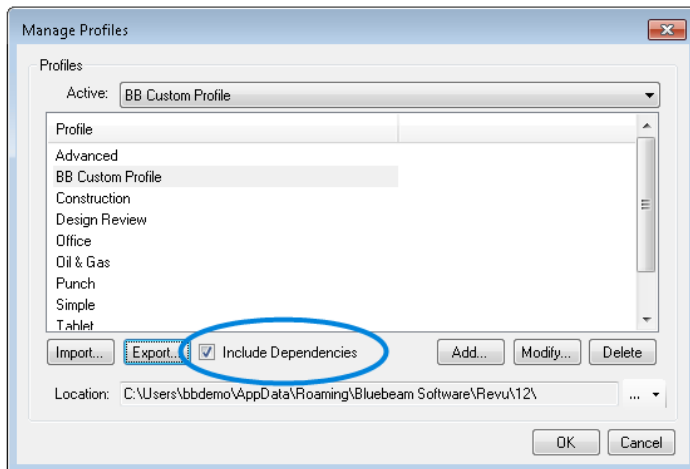 Manage Profiles
Profiles
Active: BB Custom Profile
Profile
Advanced
BB Custom Profile
Construction
Design Review
Office
Oil & Gas
Punch
Simple
Tablet
Import... Export... Include Dependencies Add... Modify... Delete
Location: C:\Users\bbdemo\AppData\Roaming\Bluebeam Software\Revu\12\ ...
OK Cancel